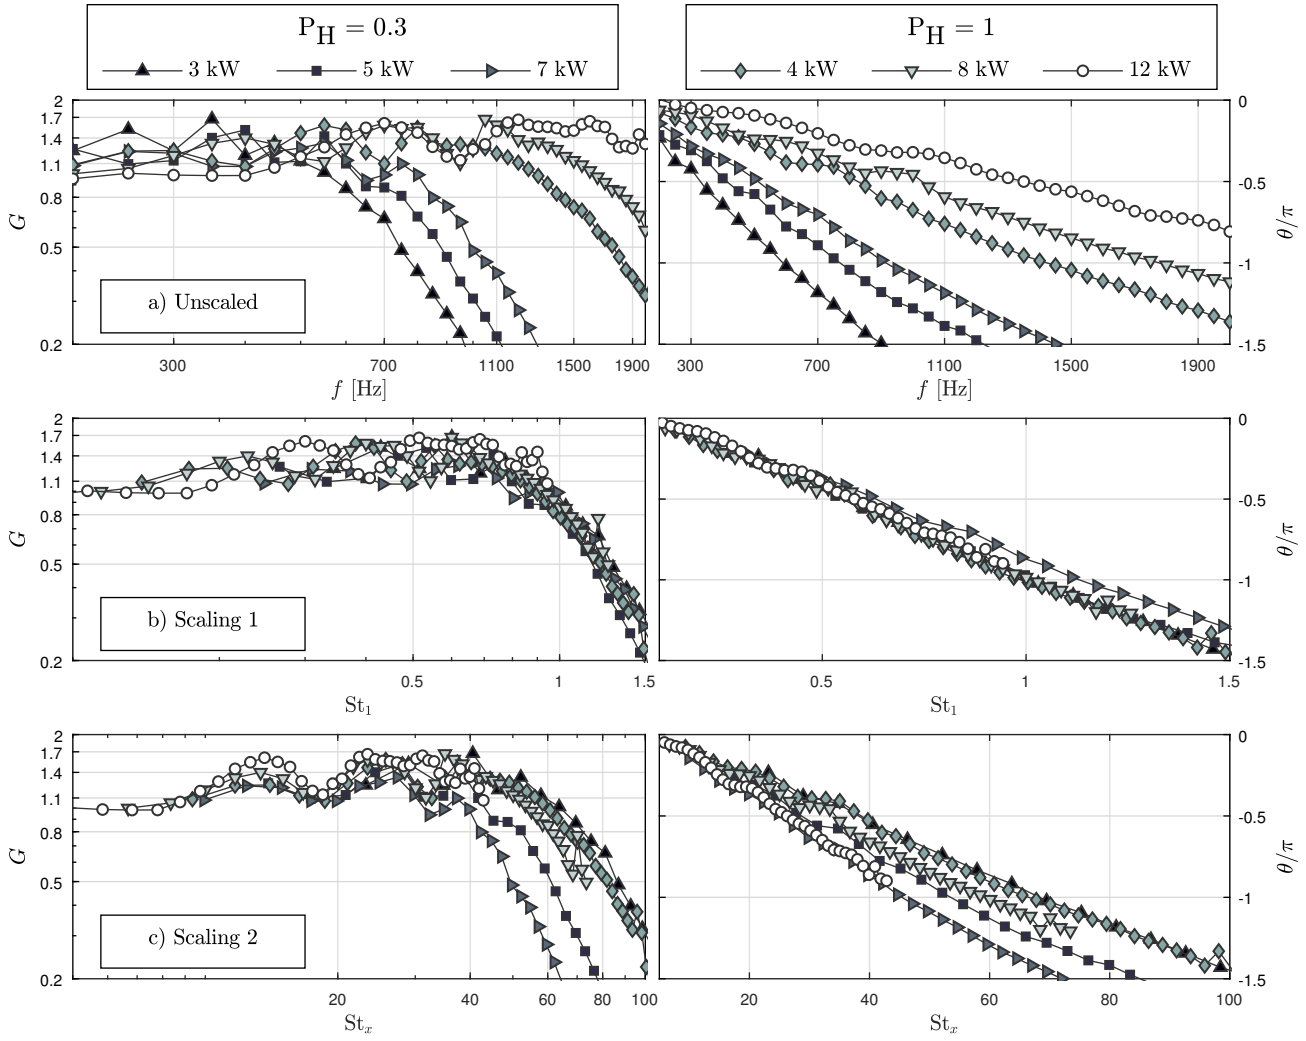 P_H = 0.3
3 kW 5 kW 7 kW
P_H = 1
4 kW 8 kW 12 kW
2
1.7
1.4
1.1
0.8
0.5
0.2
G
a) Unscaled
300 700 1100 1500 1900
f [Hz]
0
-0.5
-1
-1.5
θ/π
300 700 1100 1500 1900
f [Hz]
2
1.7
1.4
1.1
0.8
0.5
0.2
G
b) Scaling 1
0.5 1 1.5
St₁
0
-0.5
-1
-1.5
θ/π
0.5 1 1.5
St₁
2
1.7
1.4
1.1
0.8
0.5
0.2
G
c) Scaling 2
20 40 60 80 100
Stₓ
0
-0.5
-1
-1.5
θ/π
20 40 60 80 100
Stₓ